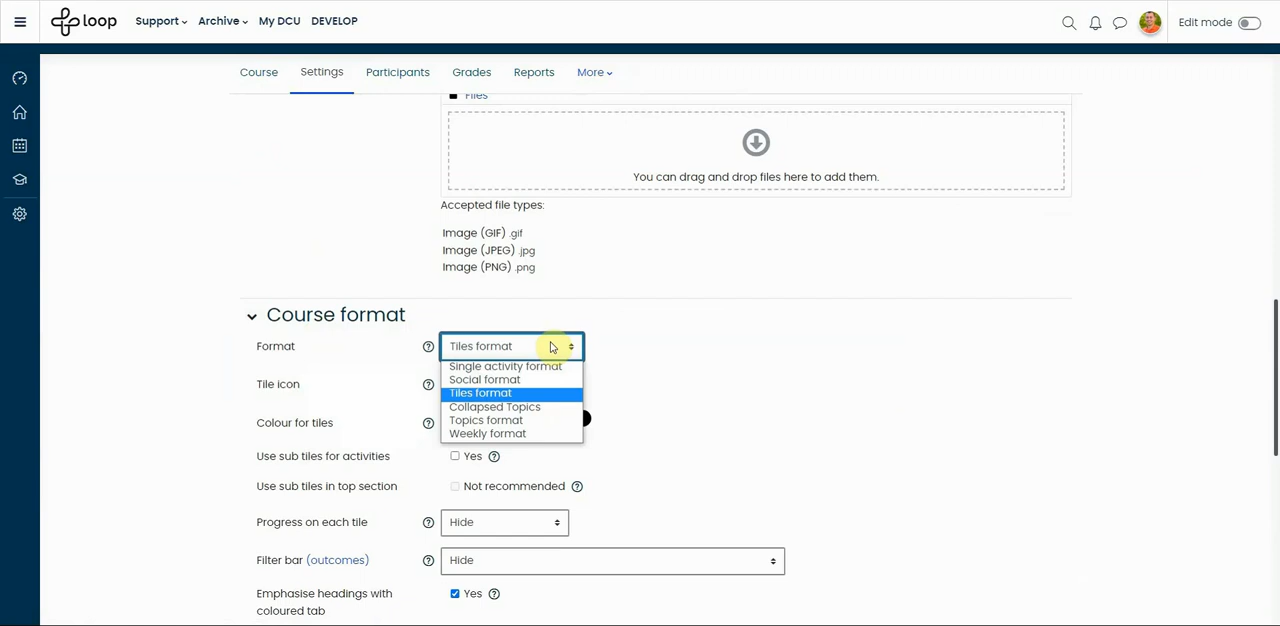 loop
Support
Archive
My DCU
DEVELOP
Edit mode
Course
Settings
Participants
Grades
Reports
More
Files
You can drag and drop files here to add them.
Accepted file types:
Image (GIF) .gif
Image (JPEG) .jpg
Image (PNG) .png
Course format
Format
Tiles format
Single activity format
Social format
Tiles format
Collapsed Topics
Topics format
Weekly format
Tile icon
Colour for tiles
Use sub tiles for activities
Yes
Use sub tiles in top section
Not recommended
Progress on each tile
Hide
Filter bar (outcomes)
Hide
Emphasise headings with
coloured tab
Yes